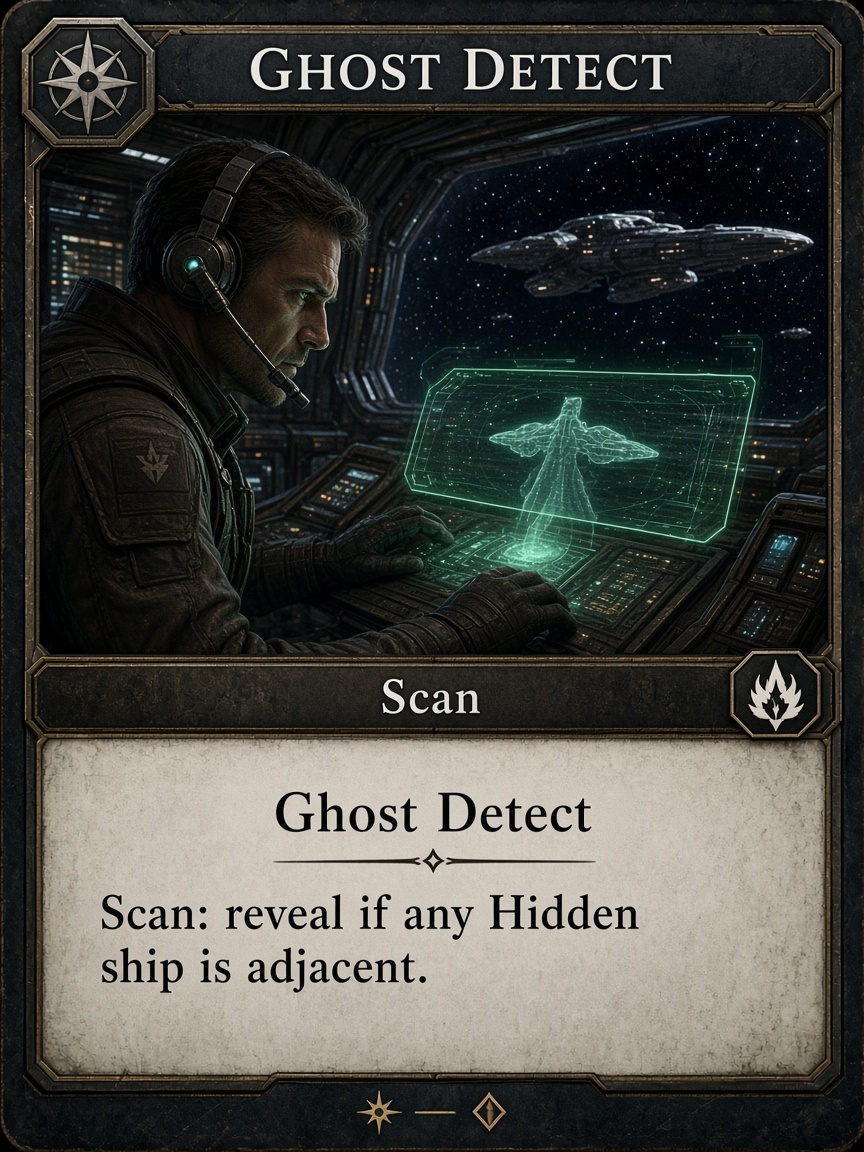 GHOST DETECT
Scan
Ghost Detect
Scan: reveal if any Hidden
ship is adjacent.